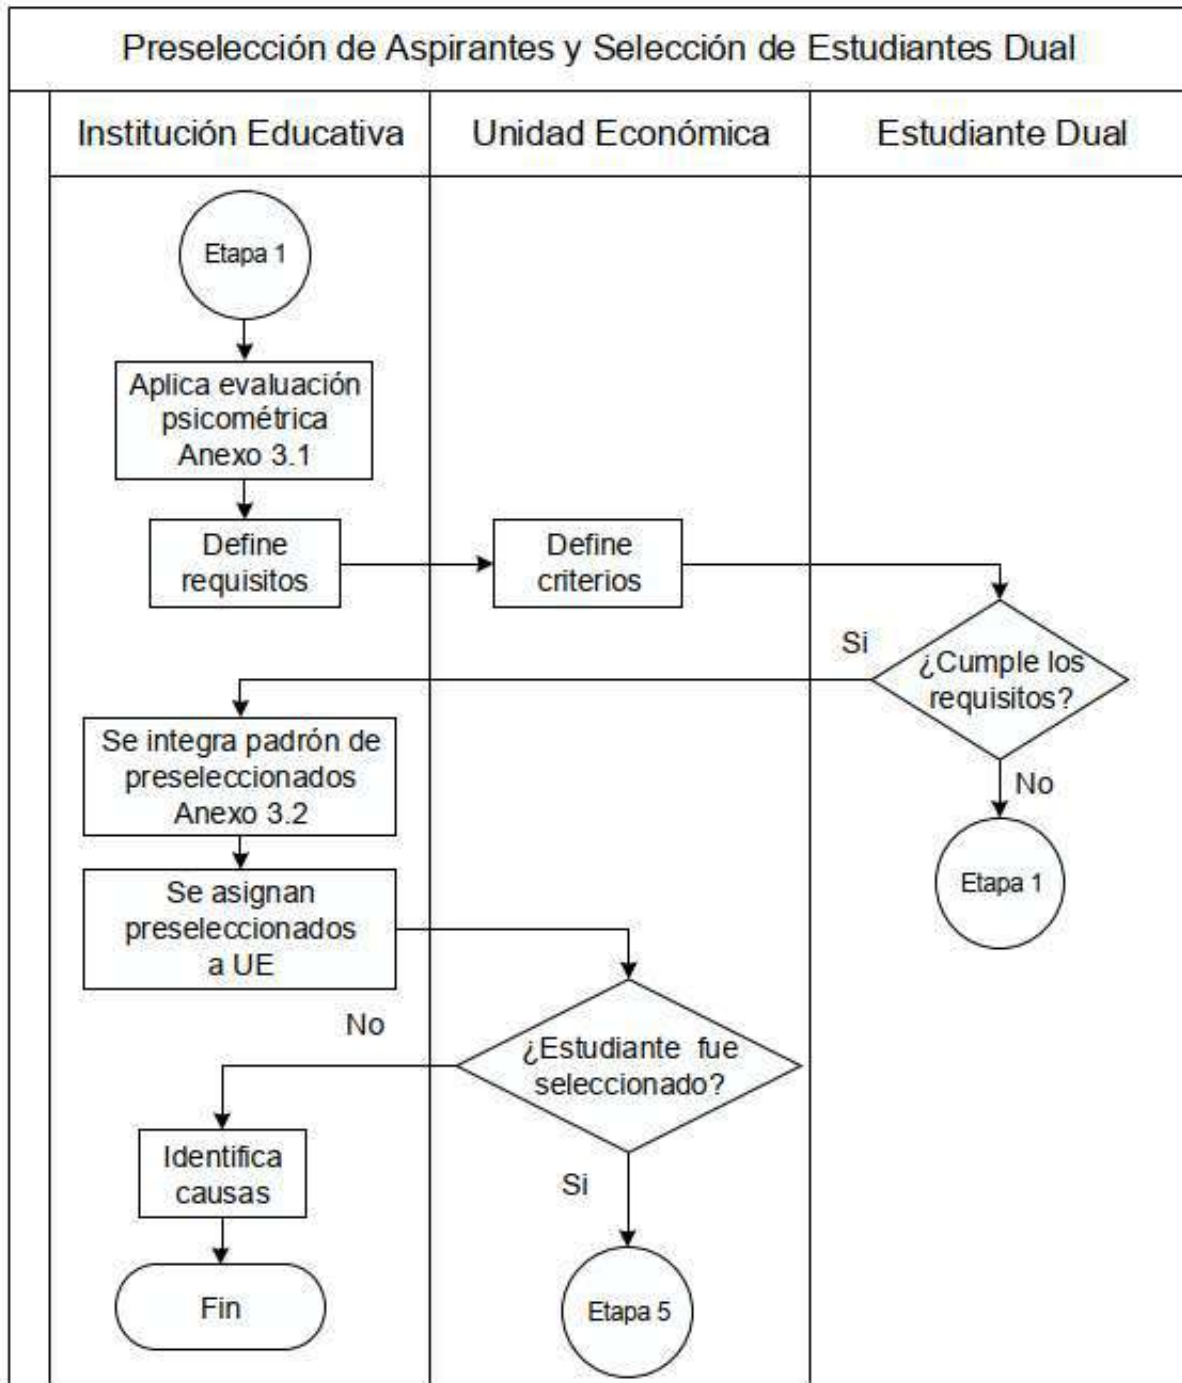 Preselección de Aspirantes y Selección de Estudiantes Dual
Institución Educativa
Unidad Económica
Estudiante Dual
Etapa 1
Aplica evaluación
psicométrica
Anexo 3.1
Define
requisitos
Define
criterios
¿Cumple los
requisitos?
Si
No
Etapa 1
Se integra padrón de
preseleccionados
Anexo 3.2
Se asignan
preseleccionados
a UE
¿Estudiante fue
seleccionado?
No
Identifica
causas
Fin
Si
Etapa 5